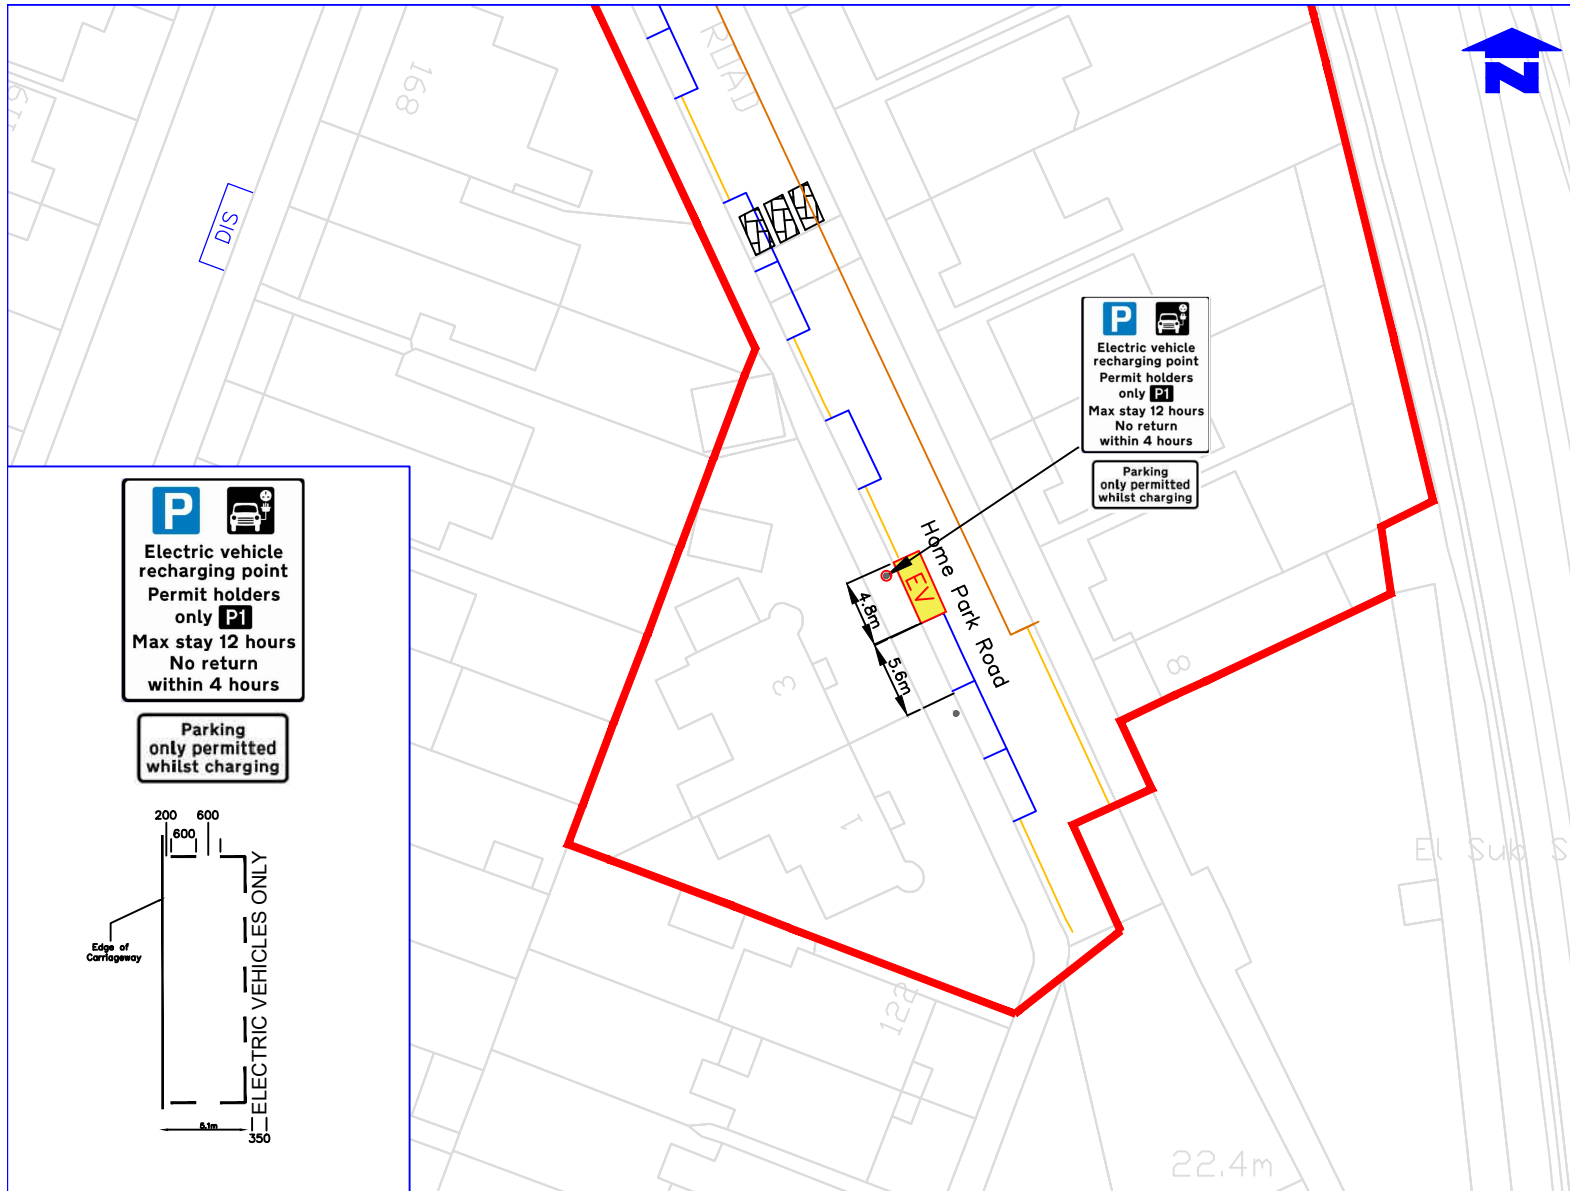 ROAD
168
119
DIS
N
P
Electric vehicle
recharging point
Permit holders
only P1
Max stay 12 hours
No return
within 4 hours
Parking
only permitted
whilst charging
Home Park Road
EV
4.8m
5.6m
3
8
1
122
El Sub S
22.4m
P
Electric vehicle
recharging point
Permit holders
only P1
Max stay 12 hours
No return
within 4 hours
Parking
only permitted
whilst charging
200
600
600
Edge of
Carriageway
ELECTRIC VEHICLES ONLY
350